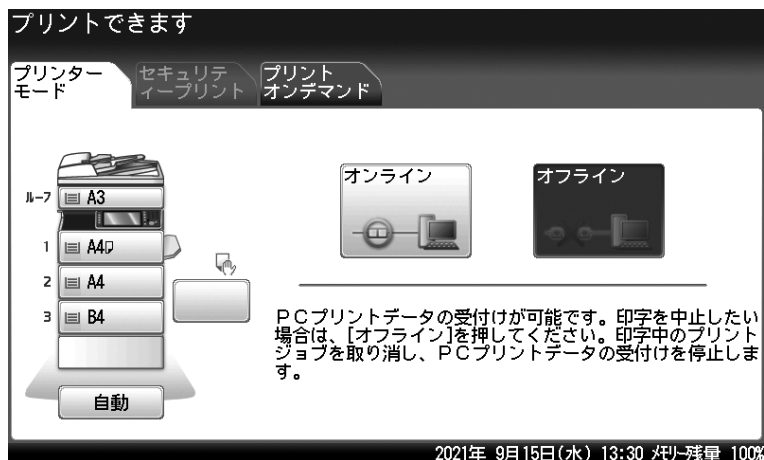 プリントできます
プリンター
モード
セキュリテ
ィープリント
プリント
オンデマンド
ルーフ A3
1 A4
2 A4
3 B4
自動
オンライン
オフライン
ＰＣプリントデータの受付けが可能です。印字を中止したい
場合は、[オフライン]を押してください。印字中のプリント
ジョブを取り消し、ＰＣプリントデータの受付けを停止しま
す。
2021年 9月15日(水) 13:30 ﾒﾓﾘｰ残量 100%